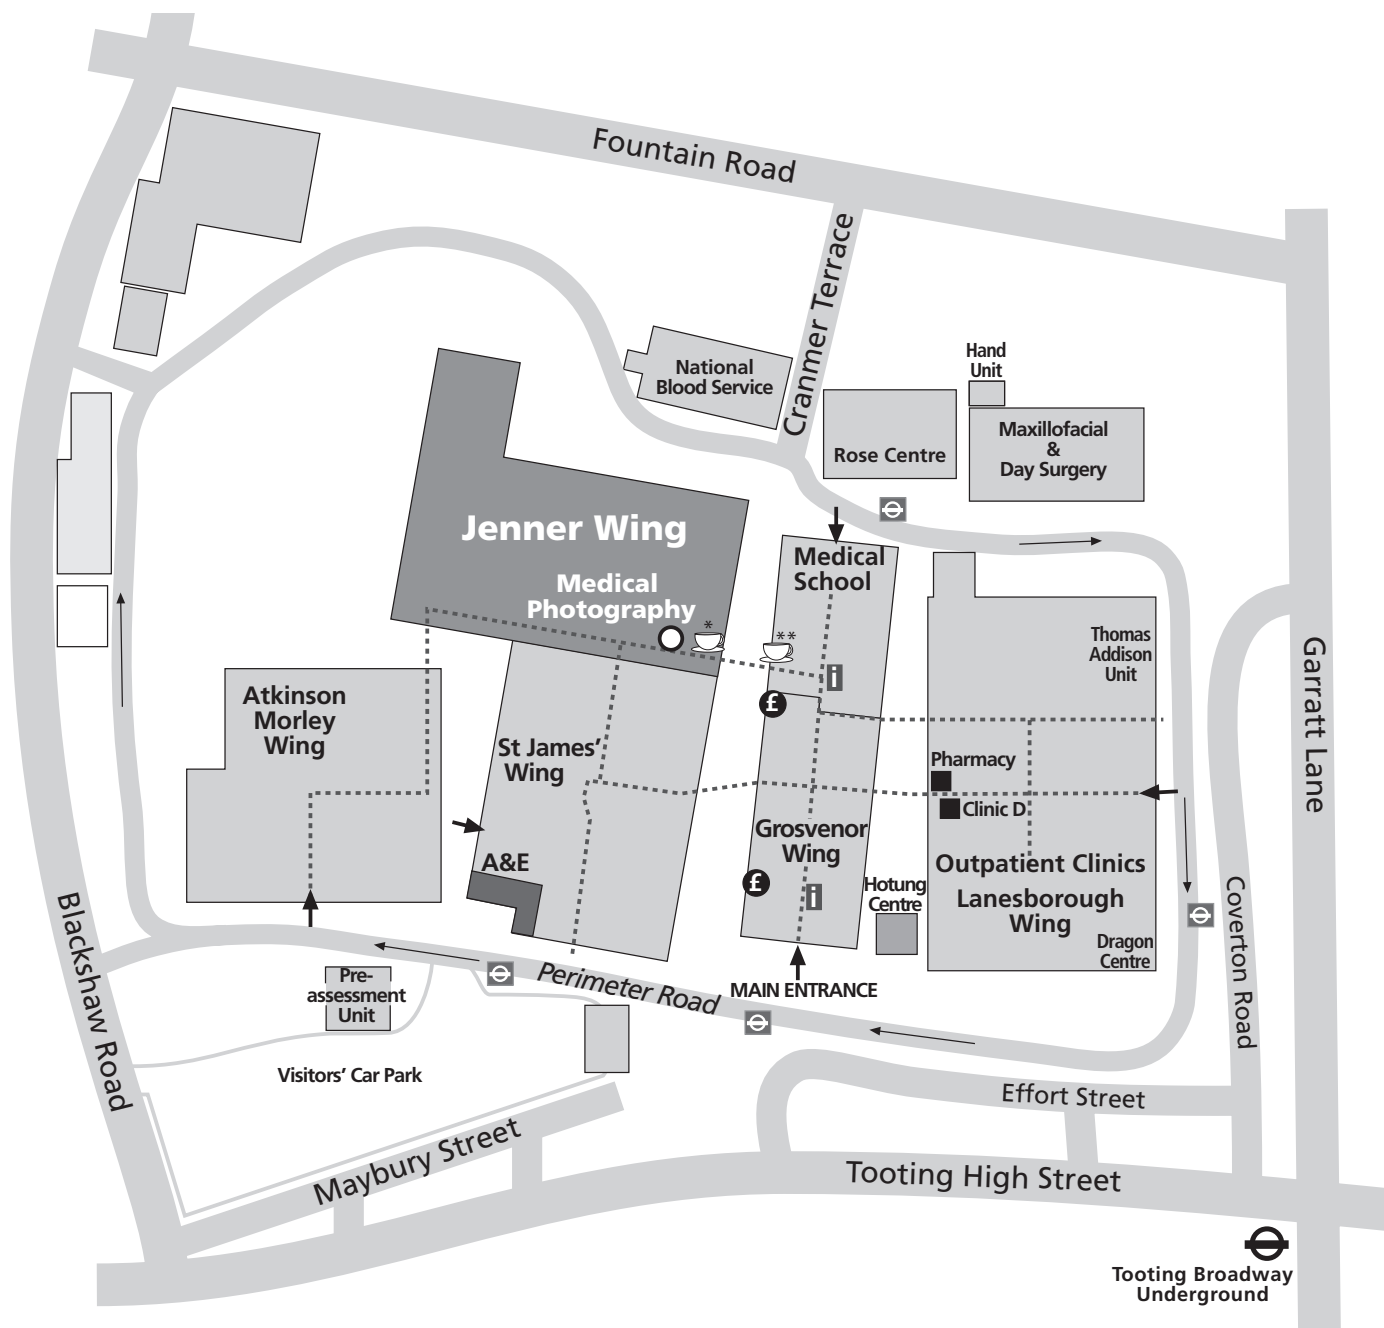 Fountain Road
Cranmer Terrace
National
Blood Service
Hand
Unit
Rose Centre
Maxillofacial
&
Day Surgery
Jenner Wing
Medical
Photography
*
**
Medical
School
i
£
Thomas
Addison
Unit
Garratt Lane
Atkinson
Morley
Wing
St James’
Wing
Pharmacy
Clinic D
Grosvenor
Wing
A&E
£
i
Hotung
Centre
Outpatient Clinics
Lanesborough
Wing
Dragon
Centre
Coverton Road
Blackshaw Road
Pre-
assessment
Unit
Perimeter Road
MAIN ENTRANCE
Visitors’ Car Park
Effort Street
Maybury Street
Tooting High Street
Tooting Broadway
Underground